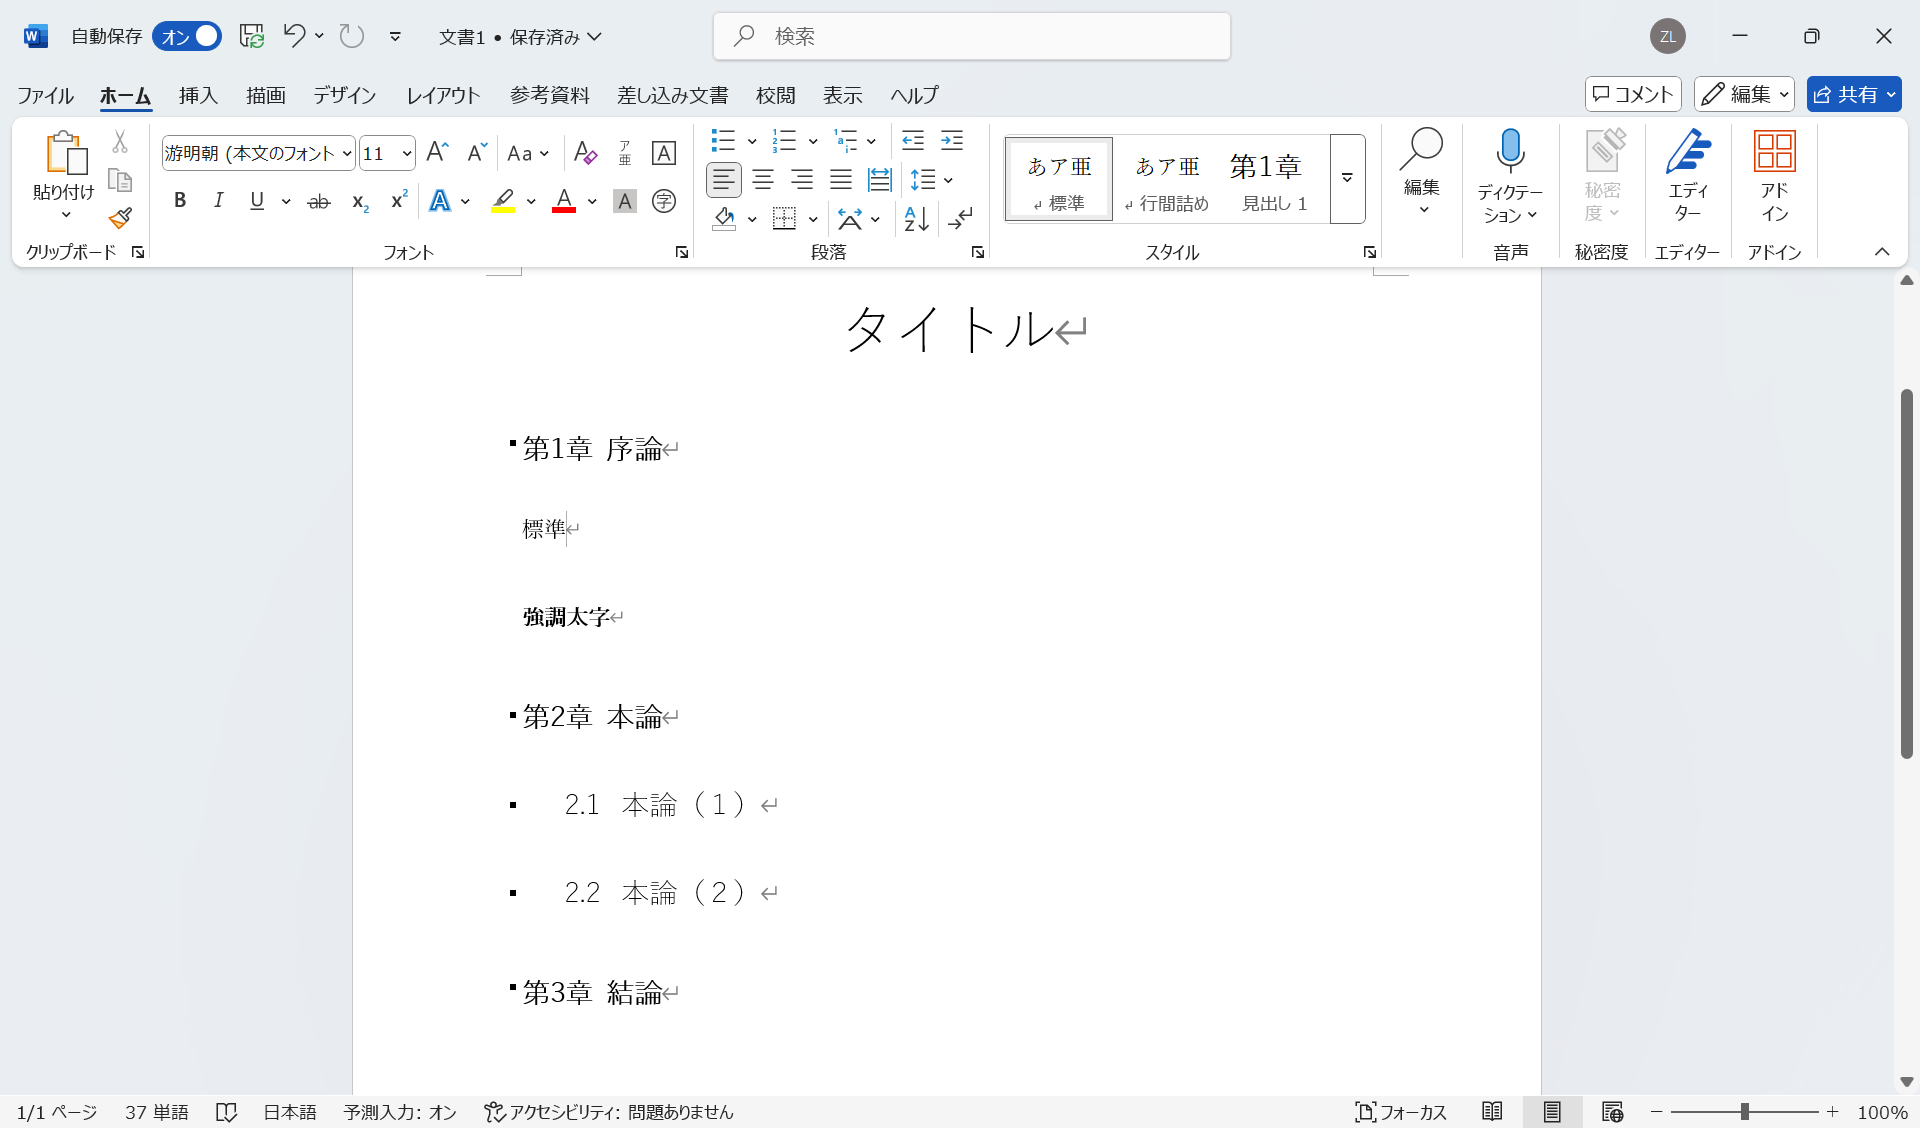 自動保存 オン 文書1 • 保存済み 検索 ZL
ファイル ホーム 挿入 描画 デザイン レイアウト 参考資料 差し込み文書 校閲 表示 ヘルプ コメント 編集 共有
貼り付け
クリップボード
游明朝 (本文のフォント 11 Aa
フォント
段落
あア亜 あア亜 第1章
↵ 標準 ↵ 行間詰め 見出し 1
スタイル
編集
ディクテー
ション
音声
秘密
度
秘密度
エディ
ター
エディター
アド
イン
アドイン
タイトル↵
第1章 序論↵
標準↵
強調太字↵
第2章 本論↵
2.1 本論（１）↵
2.2 本論（２）↵
第3章 結論↵
1/1 ページ 37 単語 日本語 予測入力: オン アクセシビリティ: 問題ありません フォーカス 100%